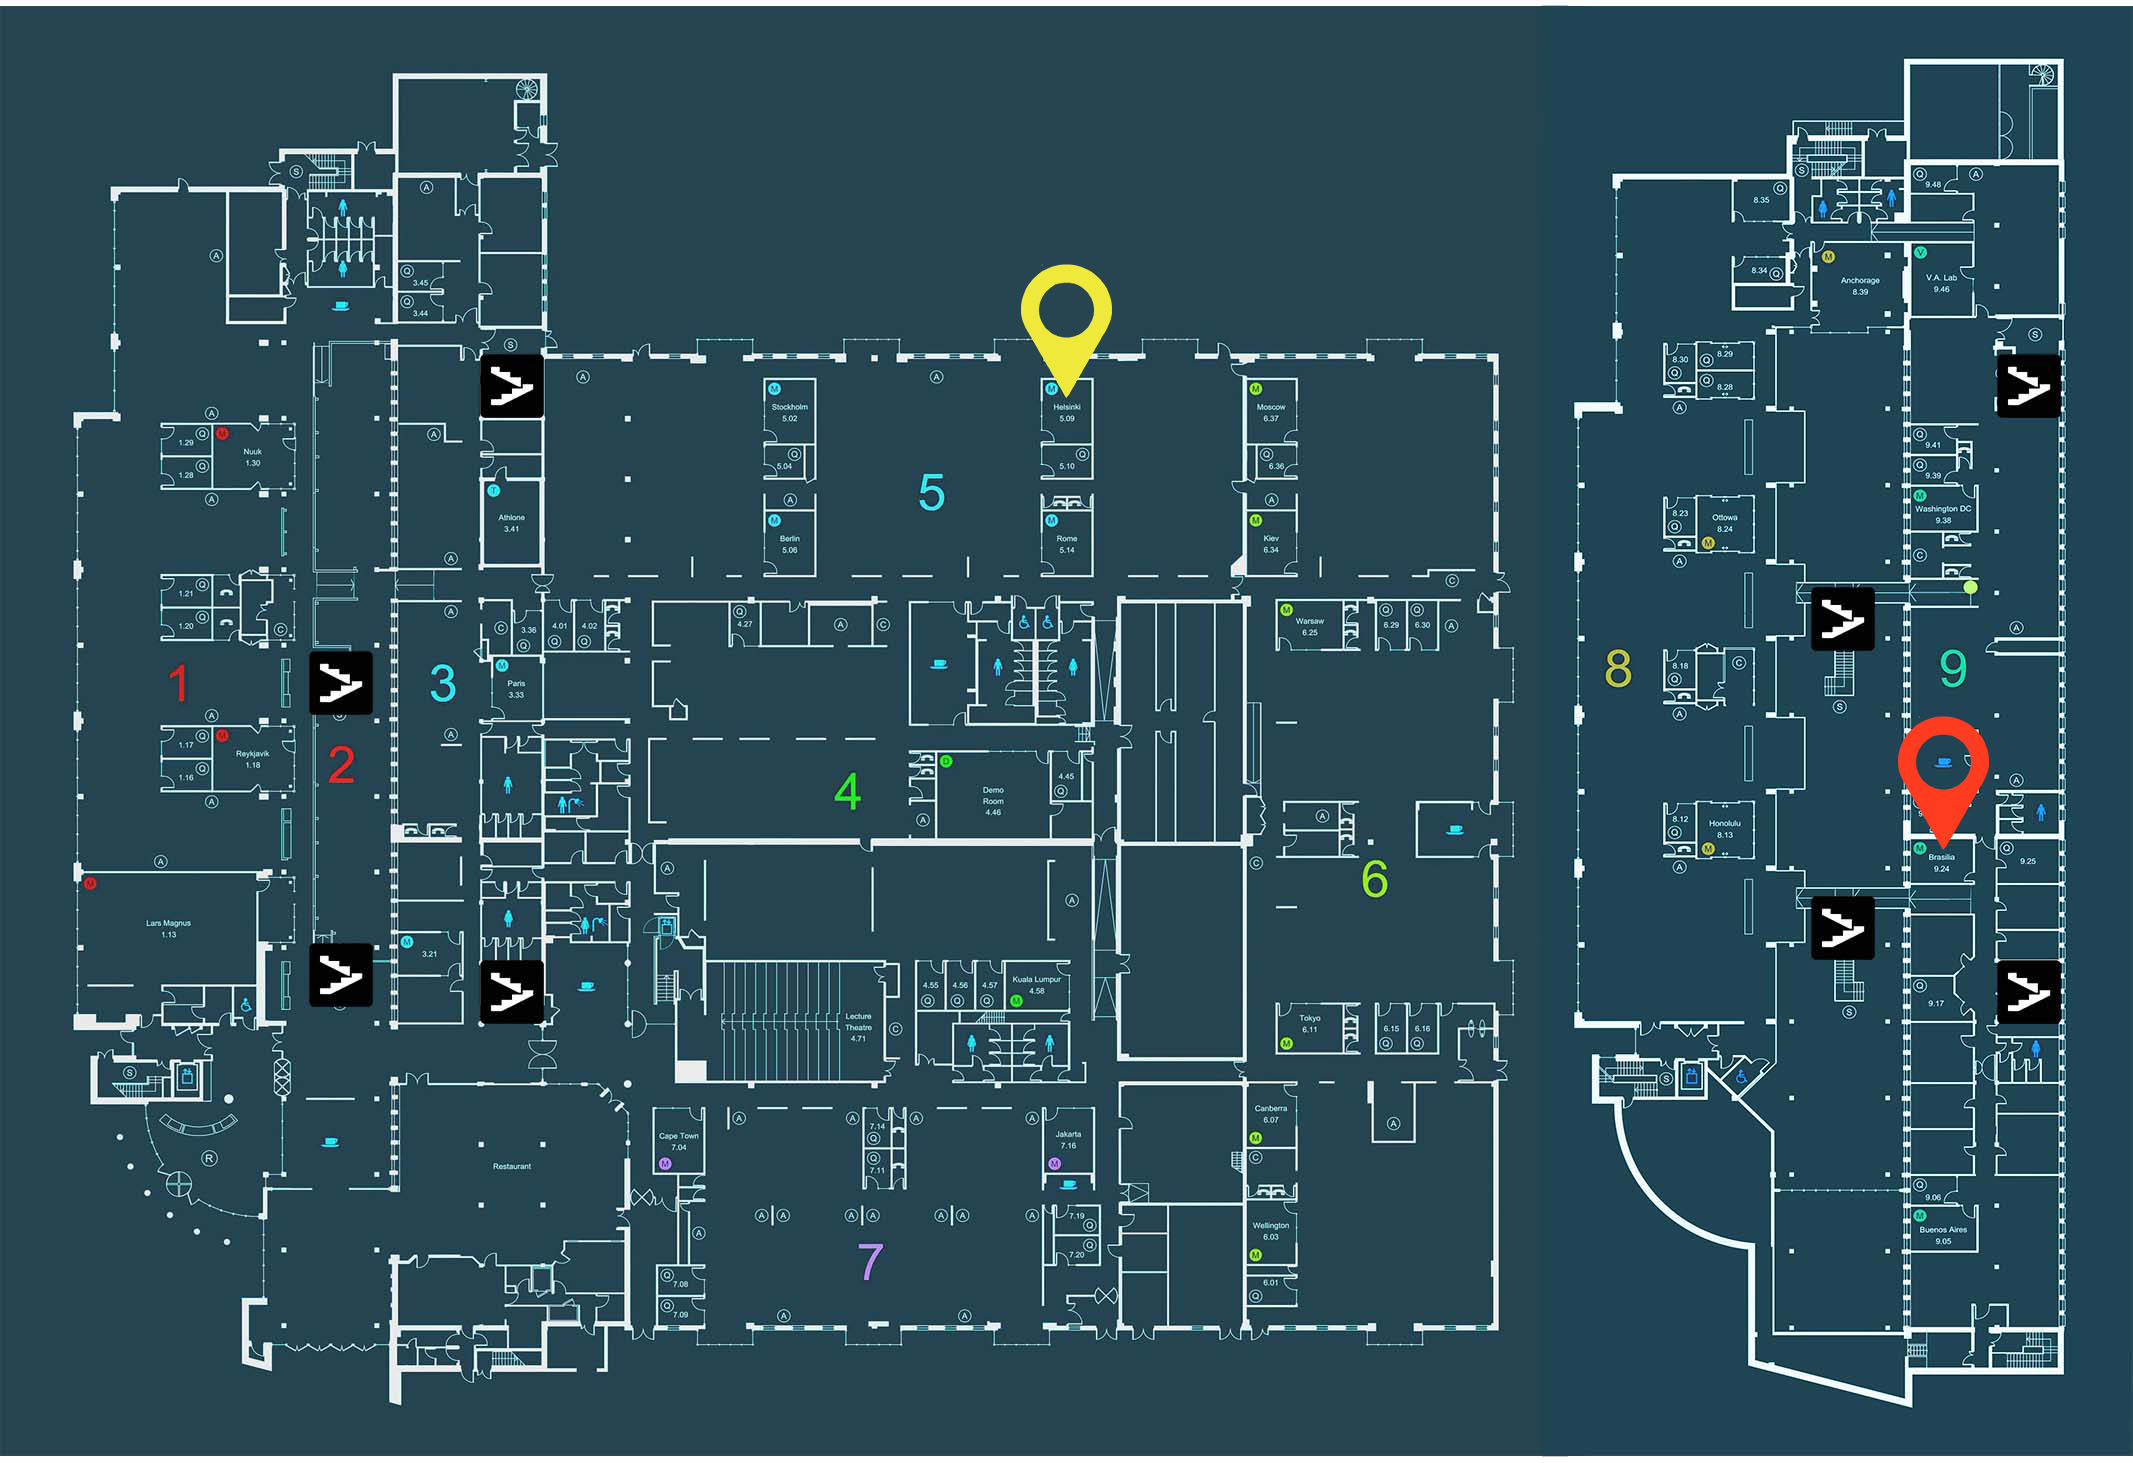 S
A
A
Q
3.45
Q
3.44
S
A
A
M
Helsinki
5.09
Q
5.10
M
Stockholm
5.02
Q
5.04
A
M
Berlin
5.06
M
Rome
5.14
5
M
Moscow
6.37
Q
6.36
A
M
Kiev
6.34
A
1.29
Q
M
Nuuk
1.30
1.28
Q
A
A
T
Athlone
3.41
A
1.21
Q
1.20
Q
C
1
A
1.17
Q
M
Reykjavik
1.18
1.16
Q
A
A
2
3
A
A
C
3.36
Q
4.01
Q
4.02
Q
M
Paris
3.33
Q
4.27
A
C
4
D
Demo
Room
4.46
4.45
Q
A
C
M
Warsaw
6.25
Q
6.29
Q
6.30
A
A
C
6
M
Lars Magnus
1.13
M
3.21
A
A
4.55
Q
4.56
Q
4.57
Q
Kuala Lumpur
4.58
M
Lecture
Theatre
4.71
C
Tokyo
6.11
M
6.15
Q
6.16
Q
S
R
Restaurant
Cape Town
7.04
M
A
A
7.14
Q
Q
7.11
A
A
Jakarta
7.16
M
Canberra
6.07
M
C
A
A
A
A
A
A
A
A
A
7.19
Q
7.20
Q
Wellington
6.03
M
7
Q
7.08
Q
7.09
A
A
6.01
Q
S
Q
9.48
A
Q
8.35
8.34
Q
M
Anchorage
8.39
V
V.A. Lab
9.46
S
8.30
Q
Q
8.29
Q
8.28
A
Q
9.41
Q
9.39
M
Washington DC
9.38
C
8.23
Q
Ottowa
8.24
M
A
A
8
8.18
Q
C
A
S
9
A
8.12
Q
Honolulu
8.13
M
A
M
Brasilia
9.24
Q
9.25
Q
9.17
S
S
Q
9.06
M
Buenos Aires
9.05